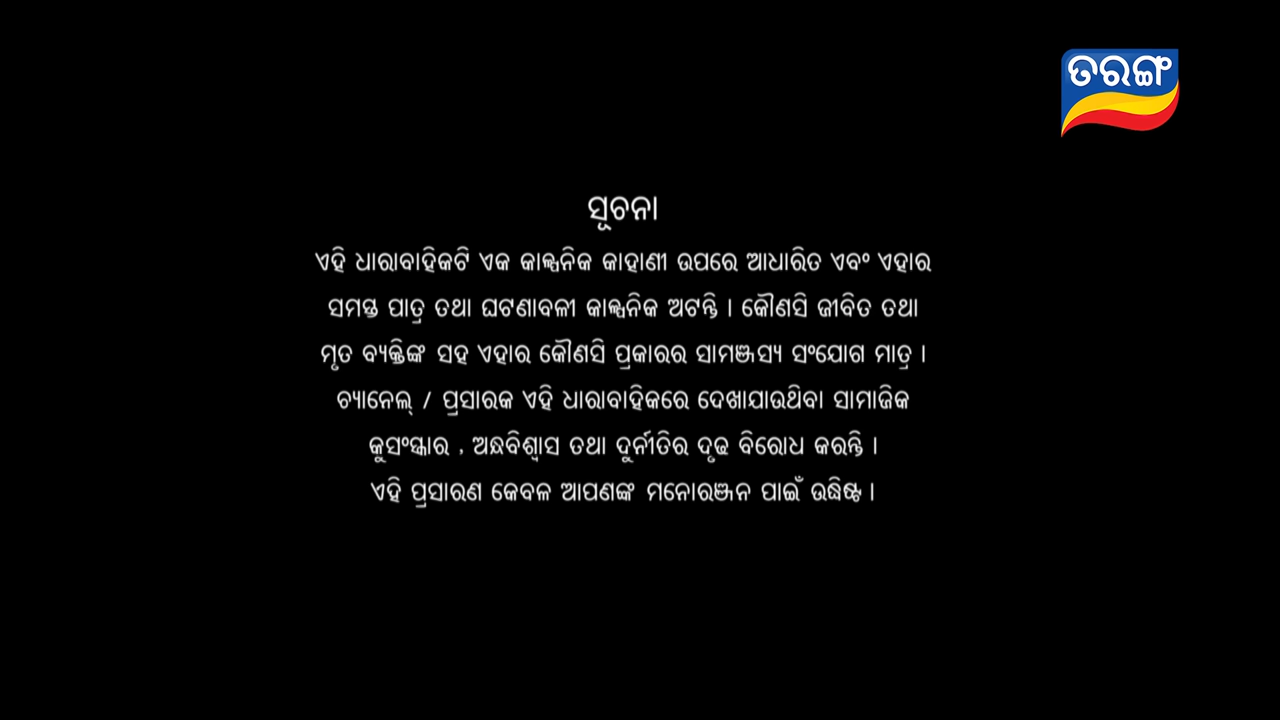 ତରଙ୍ଗ
ସୂଚନା
ଏହି ଧାରାବାହିକଟି ଏକ କାଳ୍ପନିକ କାହାଣୀ ଉପରେ ଆଧାରିତ ଏବଂ ଏହାର
ସମସ୍ତ ପାତ୍ର ତଥା ଘଟଣାବଳୀ କାଳ୍ପନିକ ଅଟନ୍ତି । କୌଣସି ଜୀବିତ ତଥା
ମୃତ ବ୍ୟକ୍ତିଙ୍କ ସହ ଏହାର କୌଣସି ପ୍ରକାରର ସାମଞ୍ଜସ୍ୟ ସଂଯୋଗ ମାତ୍ର ।
ଚ୍ୟାନେଲ୍ / ପ୍ରସାରକ ଏହି ଧାରାବାହିକରେ ଦେଖାଯାଉଥିବା ସାମାଜିକ
କୁସଂସ୍କାର , ଅନ୍ଧବିଶ୍ୱାସ ତଥା ଦୁର୍ନୀତିର ଦୃଢ ବିରୋଧ କରନ୍ତି ।
ଏହି ପ୍ରସାରଣ କେବଳ ଆପଣଙ୍କ ମନୋରଞ୍ଜନ ପାଇଁ ଉଦ୍ଧିଷ୍ଟ ।